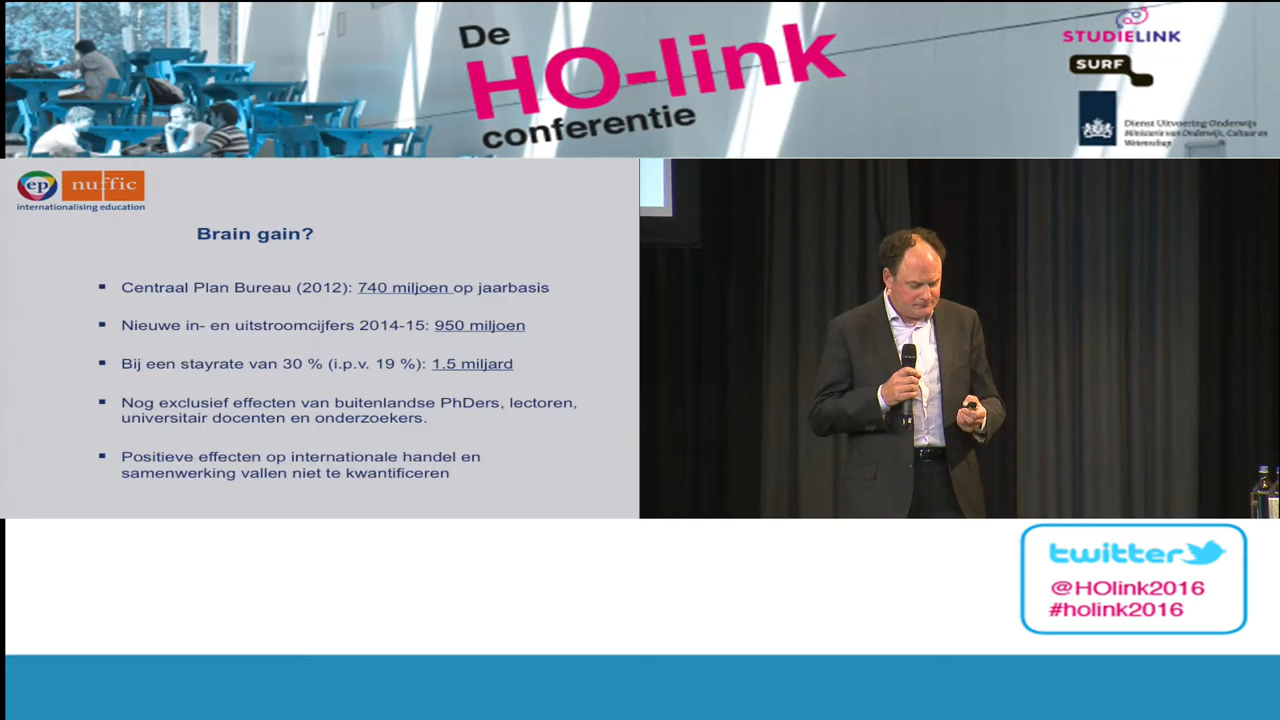 De
HO-link
conferentie
STUDIELINK
SURF
Dienst Uitvoering Onderwijs
Ministerie van Onderwijs, Cultuur en
Wetenschap
ep nuffic
internationalising education
Brain gain?
▪ Centraal Plan Bureau (2012): 740 miljoen op jaarbasis
▪ Nieuwe in- en uitstroomcijfers 2014-15: 950 miljoen
▪ Bij een stayrate van 30 % (i.p.v. 19 %): 1.5 miljard
▪ Nog exclusief effecten van buitenlandse PhDers, lectoren,
universitair docenten en onderzoekers.
▪ Positieve effecten op internationale handel en
samenwerking vallen niet te kwantificeren
twitter
@HOlink2016
#holink2016